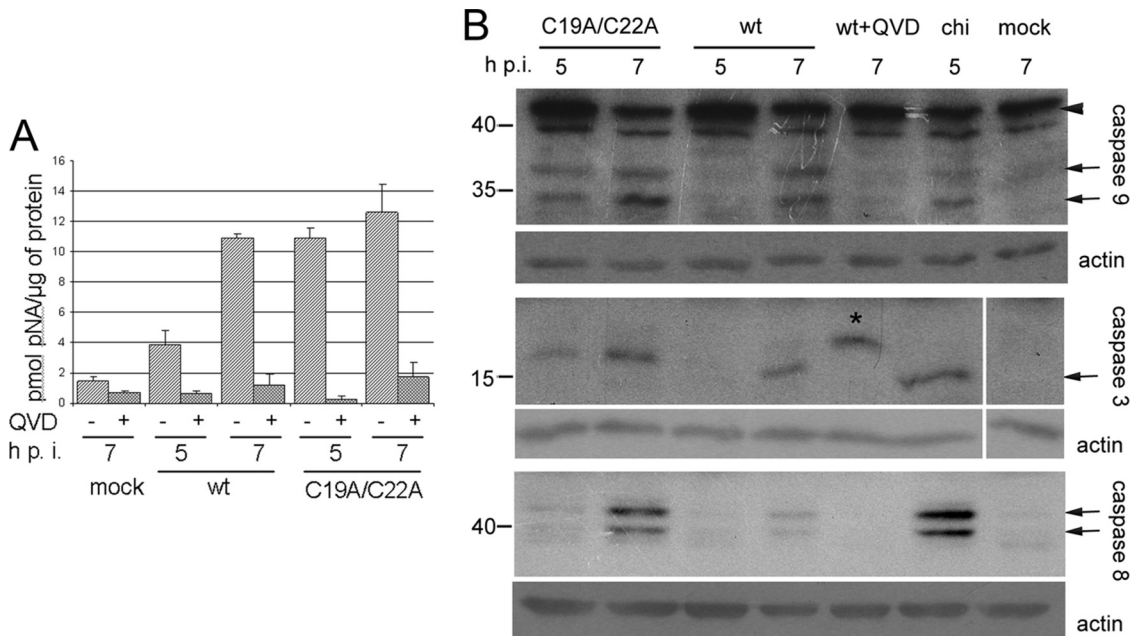 A
pmol pNA/µg of protein
16
14
12
10
8
6
4
2
0
QVD - + - + - + - + - +
h p. i. 7 5 7 5 7
mock wt C19A/C22A
B
C19A/C22A wt wt+QVD chi mock
h p.i. 5 7 5 7 7 5 7
40
35
caspase 9
actin
*
15
caspase 3
actin
40
caspase 8
actin